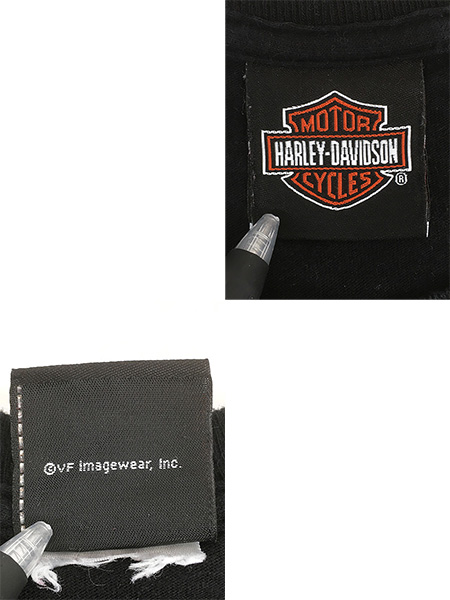 MOTOR
HARLEY-DAVIDSON
CYCLES
®
©VF Imagewear, Inc.